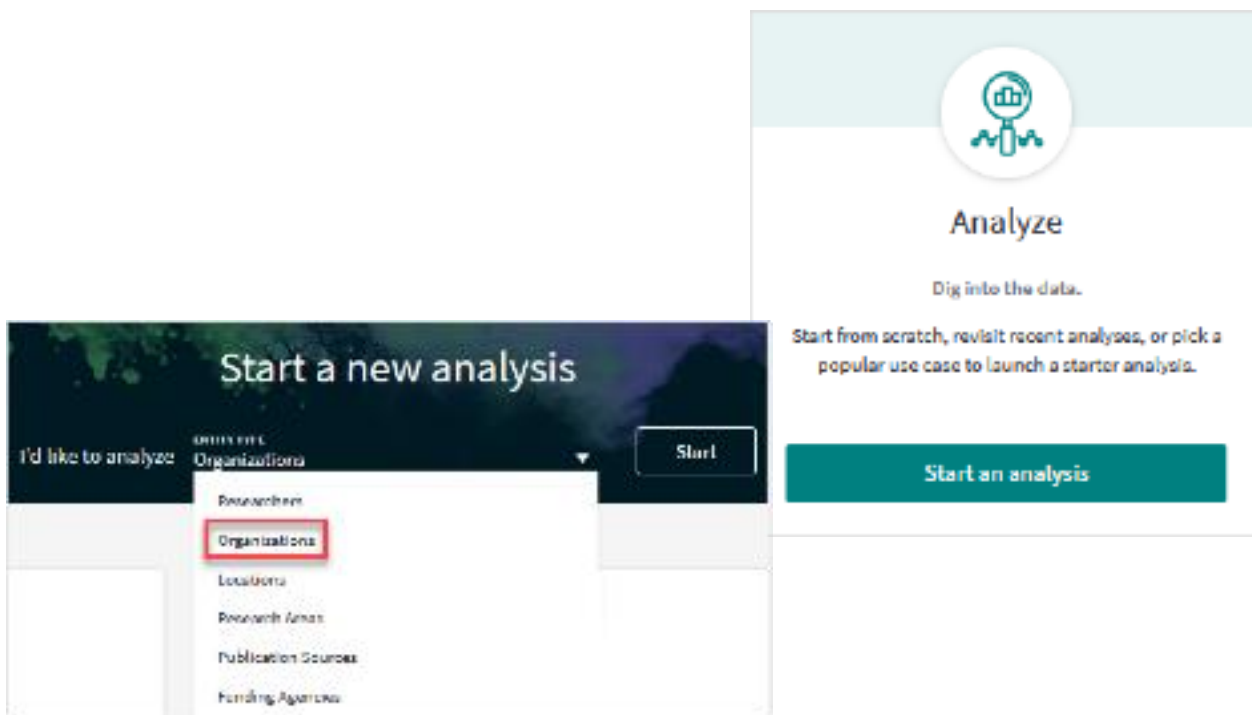 Analyze
Dig into the data.
Start from scratch, revisit recent analyses, or pick a
popular use case to launch a starter analysis.
Start an analysis
Start a new analysis
I'd like to analyze
ENTITY TYPE
Organizations
Start
Researchers
Organizations
Locations
Research Areas
Publication Sources
Funding Agencies